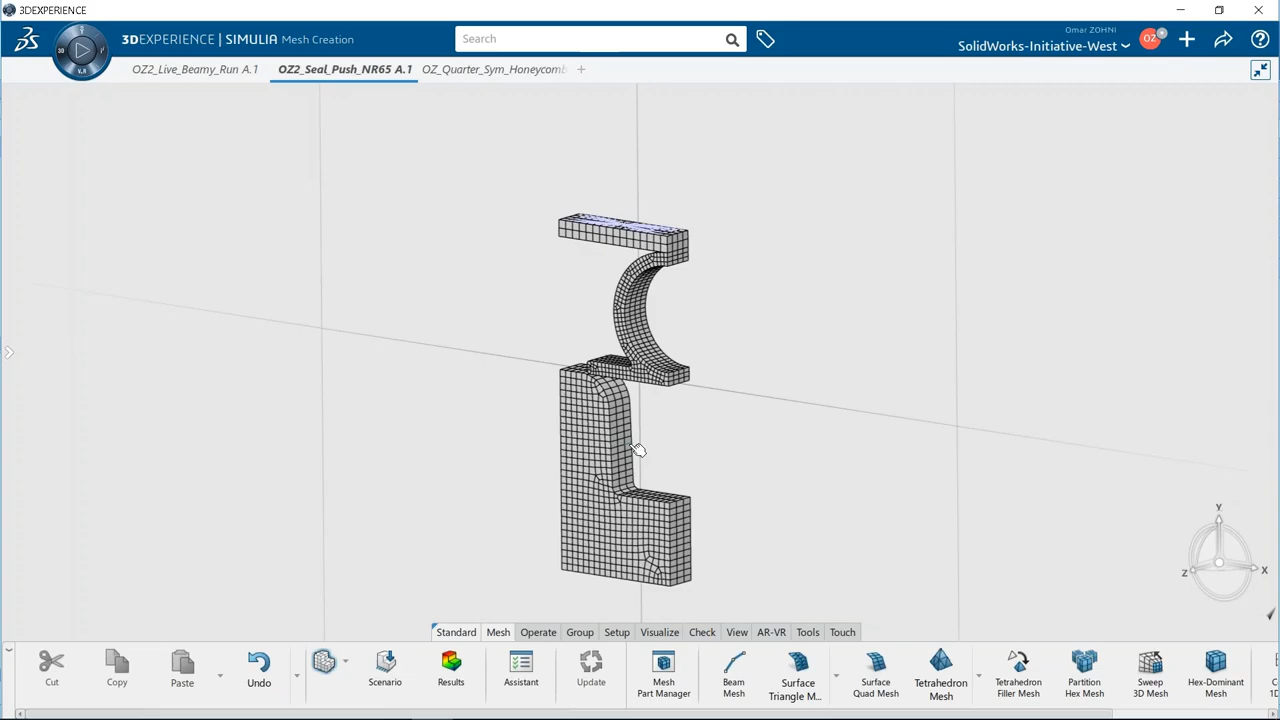 3DEXPERIENCE
3DEXPERIENCE | SIMULIA Mesh Creation
Search
Omar ZOHNI
SolidWorks-Initiative-West
OZ
OZ2_Live_Beamy_Run A.1
OZ2_Seal_Push_NR65 A.1
OZ_Quarter_Sym_Honeycomb
Y
Z
X
Standard Mesh Operate Group Setup Visualize Check View AR-VR Tools Touch
Cut
Copy
Paste
Undo
Scenario
Results
Assistant
Update
Mesh
Part Manager
Beam
Mesh
Surface
Triangle M...
Surface
Quad Mesh
Tetrahedron
Mesh
Tetrahedron
Filler Mesh
Partition
Hex Mesh
Sweep
3D Mesh
Hex-Dominant
Mesh